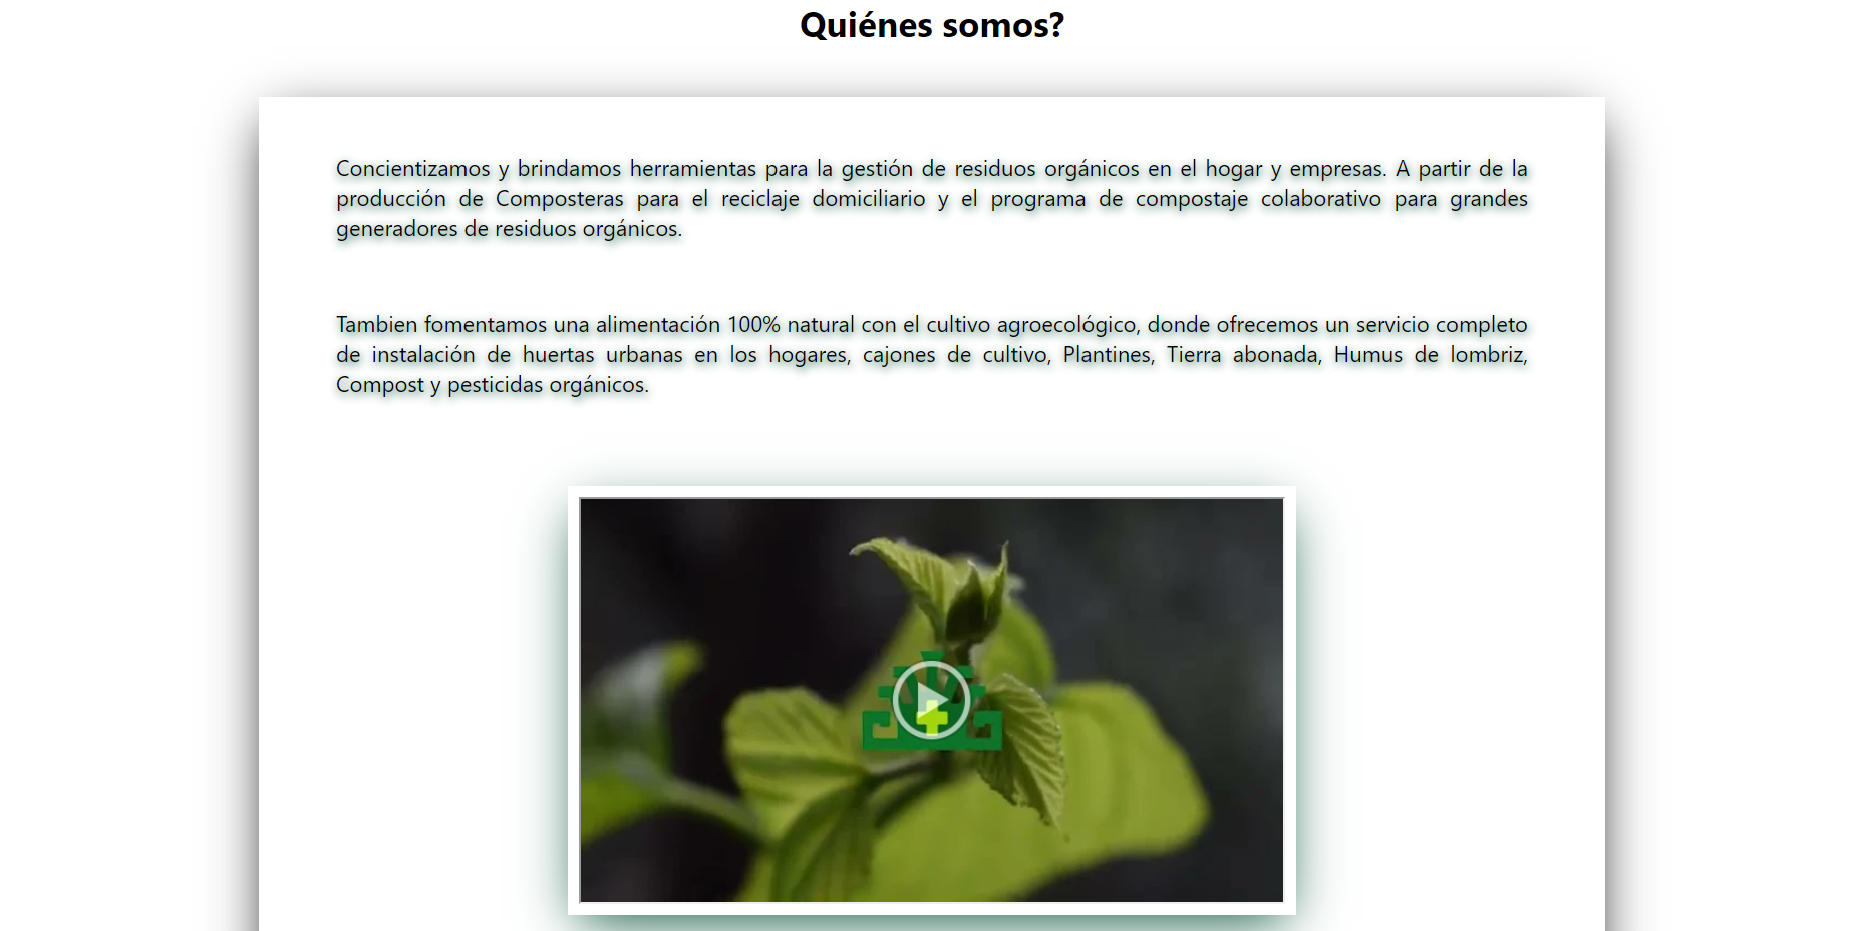 Quiénes somos?
Concientizamos y brindamos herramientas para la gestión de residuos orgánicos en el hogar y empresas. A partir de la
producción de Composteras para el reciclaje domiciliario y el programa de compostaje colaborativo para grandes
generadores de residuos orgánicos.
Tambien fomentamos una alimentación 100% natural con el cultivo agroecológico, donde ofrecemos un servicio completo
de instalación de huertas urbanas en los hogares, cajones de cultivo, Plantines, Tierra abonada, Humus de lombriz,
Compost y pesticidas orgánicos.